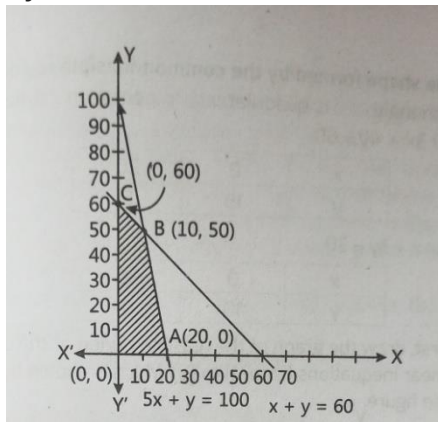 Y
100
90
80
70
(0, 60)
60
C
50
B (10, 50)
40
30
20
10
A(20, 0)
X'
X
(0, 0)
10 20 30 40 50 60 70
Y'
5x + y = 100
x + y = 60